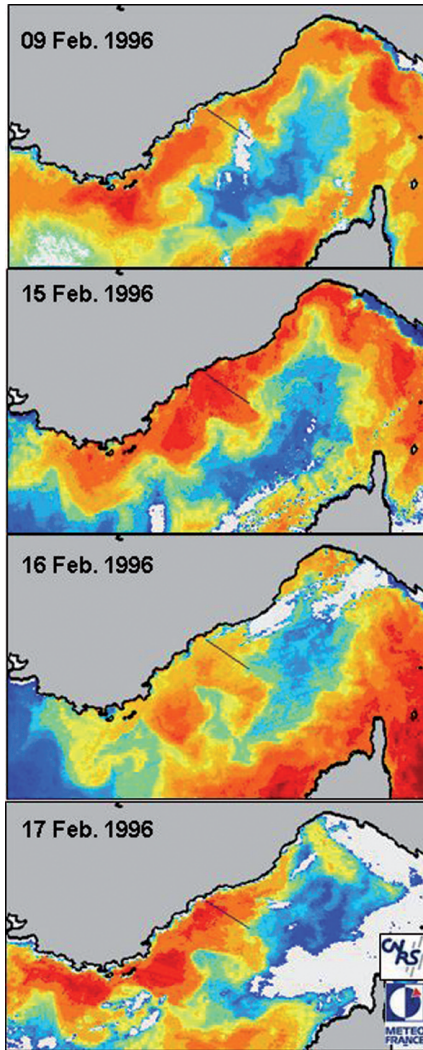 09 Feb. 1996
15 Feb. 1996
16 Feb. 1996
17 Feb. 1996
CNRS
METEO
FRANCE